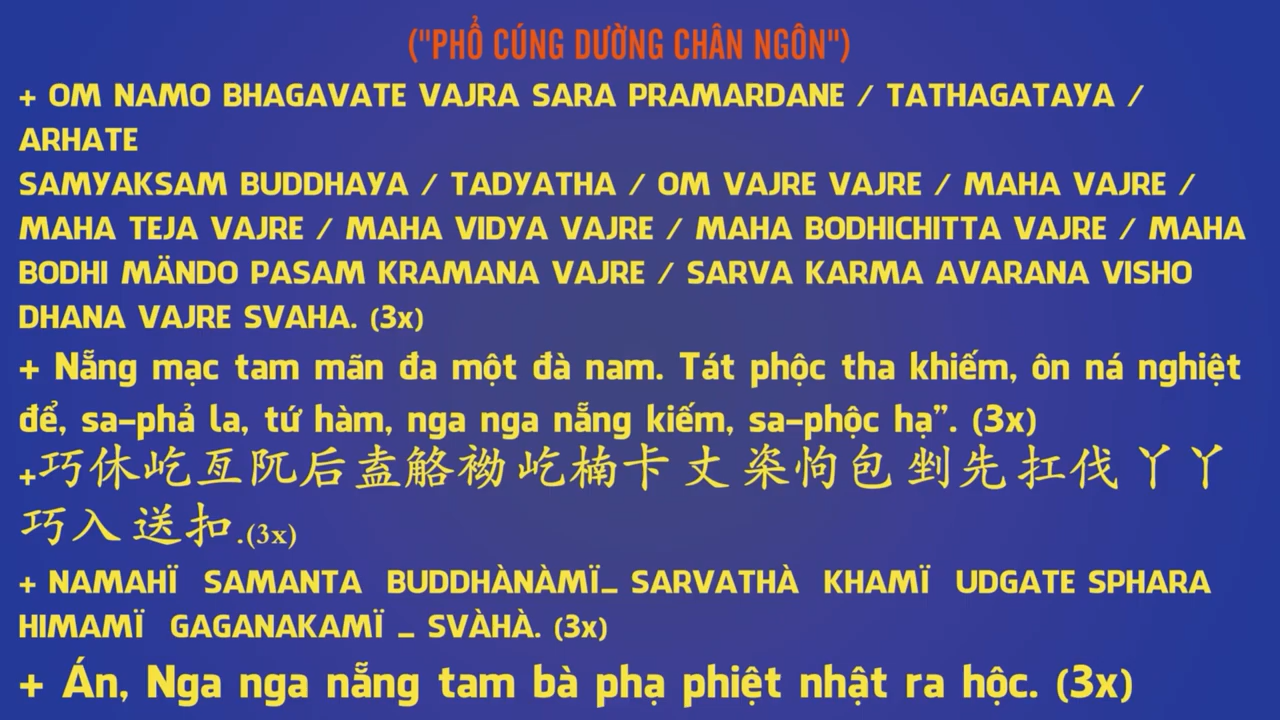 ("PHỔ CÚNG DƯỜNG CHÂN NGÔN")
+ OM NAMO BHAGAVATE VAJRA SARA PRAMARDANE / TATHAGATAYA /
ARHATE
SAMYAKSAM BUDDHAYA / TADYATHA / OM VAJRE VAJRE / MAHA VAJRE /
MAHA TEJA VAJRE / MAHA VIDYA VAJRE / MAHA BODHICHITTA VAJRE / MAHA
BODHI MÄNDO PASAM KRAMANA VAJRE / SARVA KARMA AVARANA VISHO
DHANA VAJRE SVAHA. (3x)
+ Nẵng mạc tam mãn đa một đà nam. Tát phộc tha khiếm, ôn ná nghiệt
để, sa-phả la, tứ hàm, nga nga nẵng kiếm, sa-phộc hạ”. (3x)
+巧休屹亙阢后盍觡袎屹楠卡丈楶怐包剉先扛伐丫丫
巧入送扣.(3x)
+ NAMAHÏ SAMANTA BUDDHÀNÀMÏ_ SARVATHÀ KHAMÏ UDGATE SPHARA
HIMAMÏ GAGANAKAMÏ _ SVÀHÀ. (3x)
+ Án, Nga nga nẵng tam bà phạ phiệt nhật ra hộc. (3x)